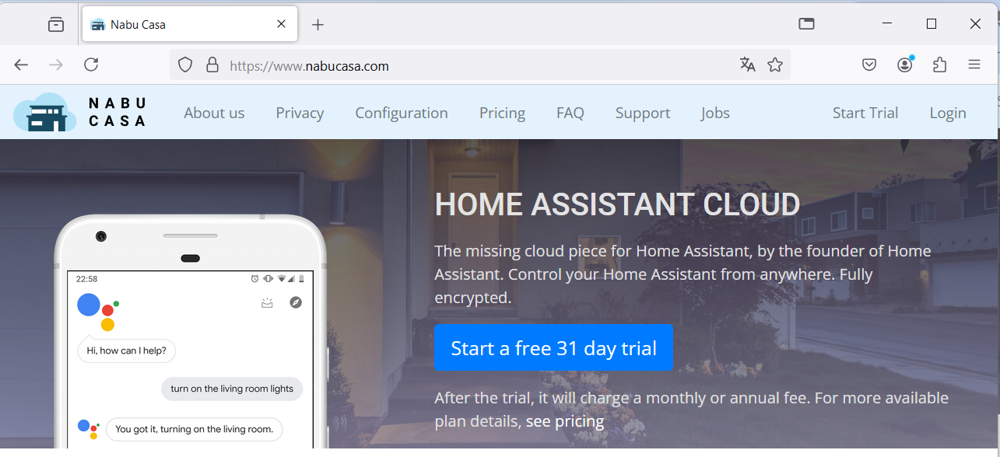 Nabu Casa
https://www.nabucasa.com
NABU
CASA
About us
Privacy
Configuration
Pricing
FAQ
Support
Jobs
Start Trial
Login
HOME ASSISTANT CLOUD
The missing cloud piece for Home Assistant, by the founder of Home
Assistant. Control your Home Assistant from anywhere. Fully
encrypted.
Start a free 31 day trial
After the trial, it will charge a monthly or annual fee. For more available
plan details, see pricing
22:58
Hi, how can I help?
turn on the living room lights
You got it, turning on the living room.